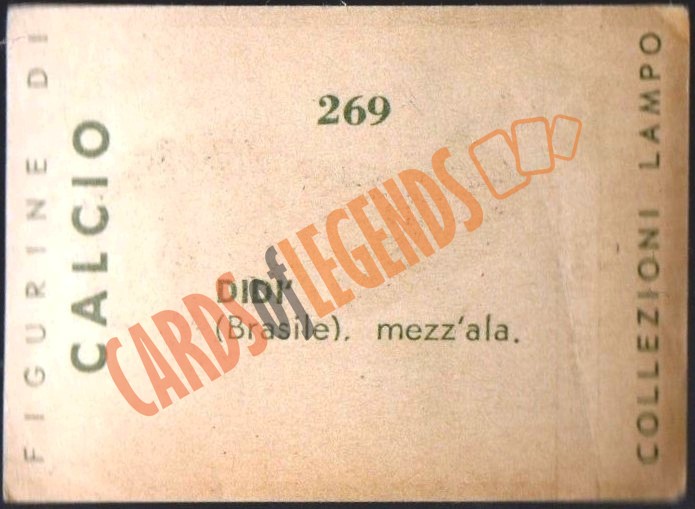 FIGURINE DI
CALCIO
269
DIDI'
(Brasile), mezz'ala.
COLLEZIONI LAMPO
CARDS of LEGENDS